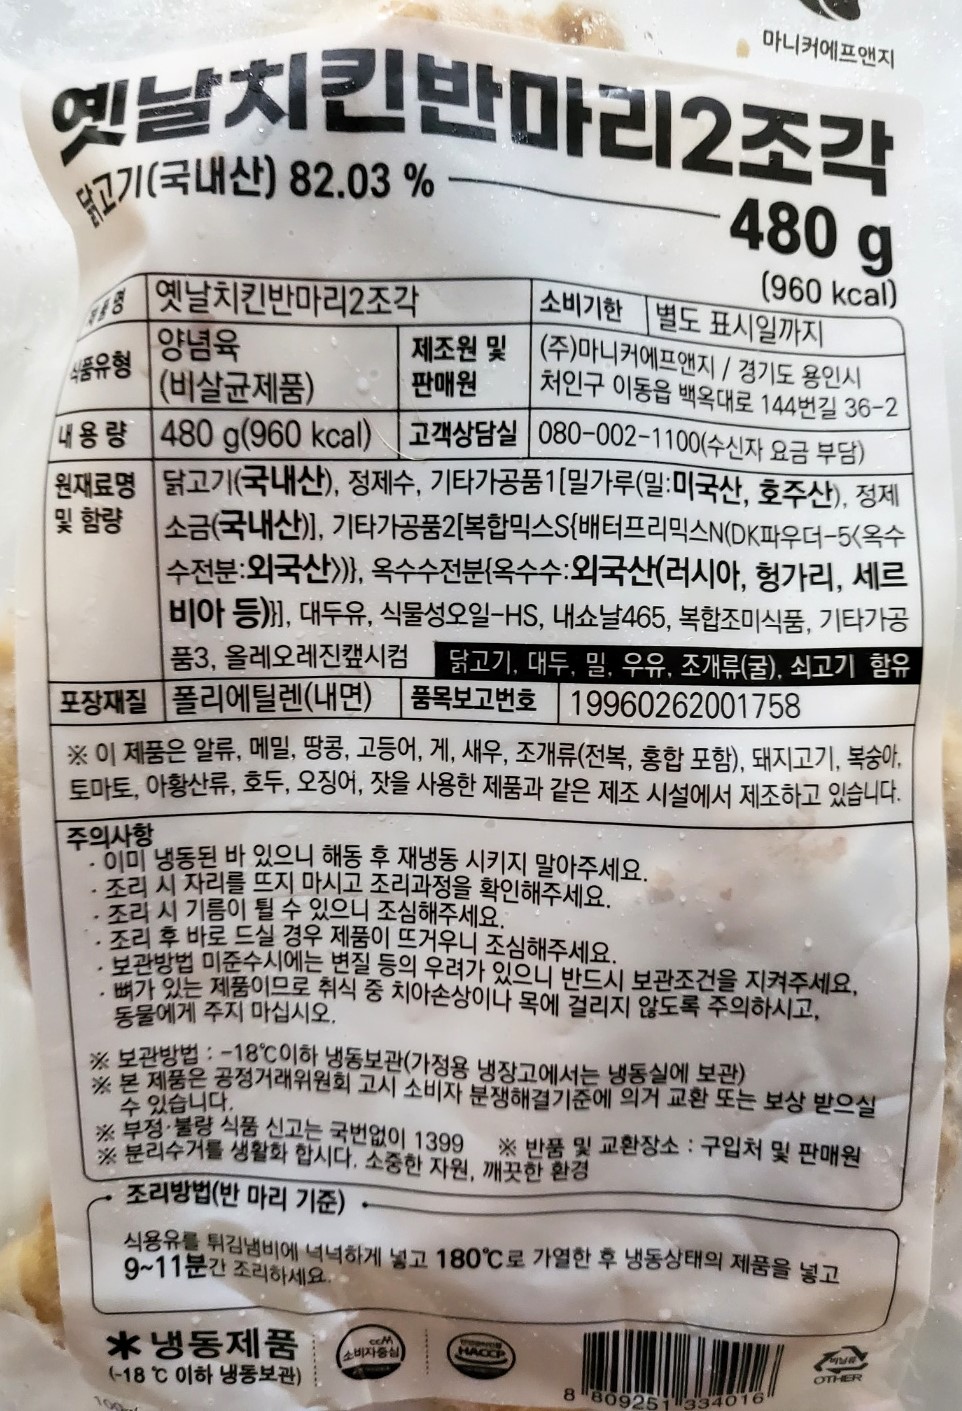 마니커에프앤지
옛날치킨반마리2조각
닭고기(국내산) 82.03 %
480 g
(960 kcal)
제품명 옛날치킨반마리2조각 소비기한 별도 표시일까지
식품유형 양념육 (비살균제품) 제조원 및 판매원 (주)마니커에프앤지 / 경기도 용인시
처인구 이동읍 백옥대로 144번길 36-2
내용량 480 g(960 kcal) 고객상담실 080-002-1100(수신자 요금 부담)
원재료명 닭고기(국내산), 정제수, 기타가공품1[밀가루(밀:미국산, 호주산), 정제
및 함량 소금(국내산)], 기타가공품2[복합믹스S{배터프리믹스N(DK파우더-5<옥수
수전분:외국산>)}, 옥수수전분{옥수수:외국산(러시아, 헝가리, 세르
비아 등)}], 대두유, 식물성오일-HS, 내쇼날465, 복합조미식품, 기타가공
품3, 올레오레진캪시컴 닭고기, 대두, 밀, 우유, 조개류(굴), 쇠고기 함유
포장재질 폴리에틸렌(내면) 품목보고번호 19960262001758
※ 이 제품은 알류, 메밀, 땅콩, 고등어, 게, 새우, 조개류(전복, 홍합 포함), 돼지고기, 복숭아,
토마토, 아황산류, 호두, 오징어, 잣을 사용한 제품과 같은 제조 시설에서 제조하고 있습니다.
주의사항
· 이미 냉동된 바 있으니 해동 후 재냉동 시키지 말아주세요.
· 조리 시 자리를 뜨지 마시고 조리과정을 확인해주세요.
· 조리 시 기름이 튈 수 있으니 조심해주세요.
· 조리 후 바로 드실 경우 제품이 뜨거우니 조심해주세요.
· 보관방법 미준수시에는 변질 등의 우려가 있으니 반드시 보관조건을 지켜주세요,
· 뼈가 있는 제품이므로 취식 중 치아손상이나 목에 걸리지 않도록 주의하시고,
동물에게 주지 마십시오.
※ 보관방법 : -18℃이하 냉동보관(가정용 냉장고에서는 냉동실에 보관)
※ 본 제품은 공정거래위원회 고시 소비자 분쟁해결기준에 의거 교환 또는 보상 받으실
수 있습니다.
※ 부정·불량 식품 신고는 국번없이 1399 ※ 반품 및 교환장소 : 구입처 및 판매원
※ 분리수거를 생활화 합시다. 소중한 자원, 깨끗한 환경
조리방법(반 마리 기준)
식용유를 튀김냄비에 넉넉하게 넣고 180℃로 가열한 후 냉동상태의 제품을 넣고
9~11분간 조리하세요.
* 냉동제품
(-18 ℃ 이하 냉동보관)
CCM
소비자중심
HACCP
8 809251 334016
비닐류
OTHER